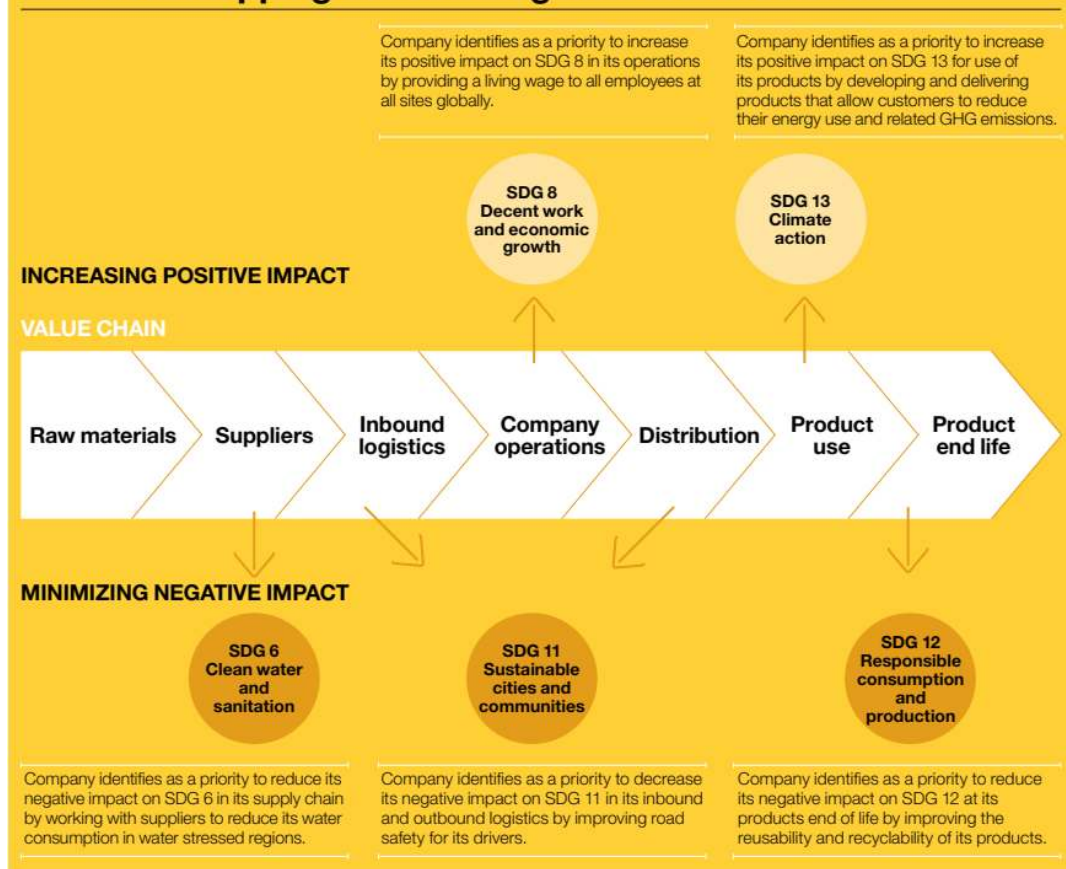 Company identifies as a priority to increase
its positive impact on SDG 8 in its operations
by providing a living wage to all employees at
all sites globally.
Company identifies as a priority to increase
its positive impact on SDG 13 for use of
its products by developing and delivering
products that allow customers to reduce
their energy use and related GHG emissions.
SDG 8
Decent work
and economic
growth
SDG 13
Climate
action
INCREASING POSITIVE IMPACT
VALUE CHAIN
Raw materials
Suppliers
Inbound
logistics
Company
operations
Distribution
Product
use
Product
end life
MINIMIZING NEGATIVE IMPACT
SDG 6
Clean water
and
sanitation
SDG 11
Sustainable
cities and
communities
SDG 12
Responsible
consumption
and
production
Company identifies as a priority to reduce its
negative impact on SDG 6 in its supply chain
by working with suppliers to reduce its water
consumption in water stressed regions.
Company identifies as a priority to decrease
its negative impact on SDG 11 in its inbound
and outbound logistics by improving road
safety for its drivers.
Company identifies as a priority to reduce
its negative impact on SDG 12 at its
products end of life by improving the
reusability and recyclability of its products.